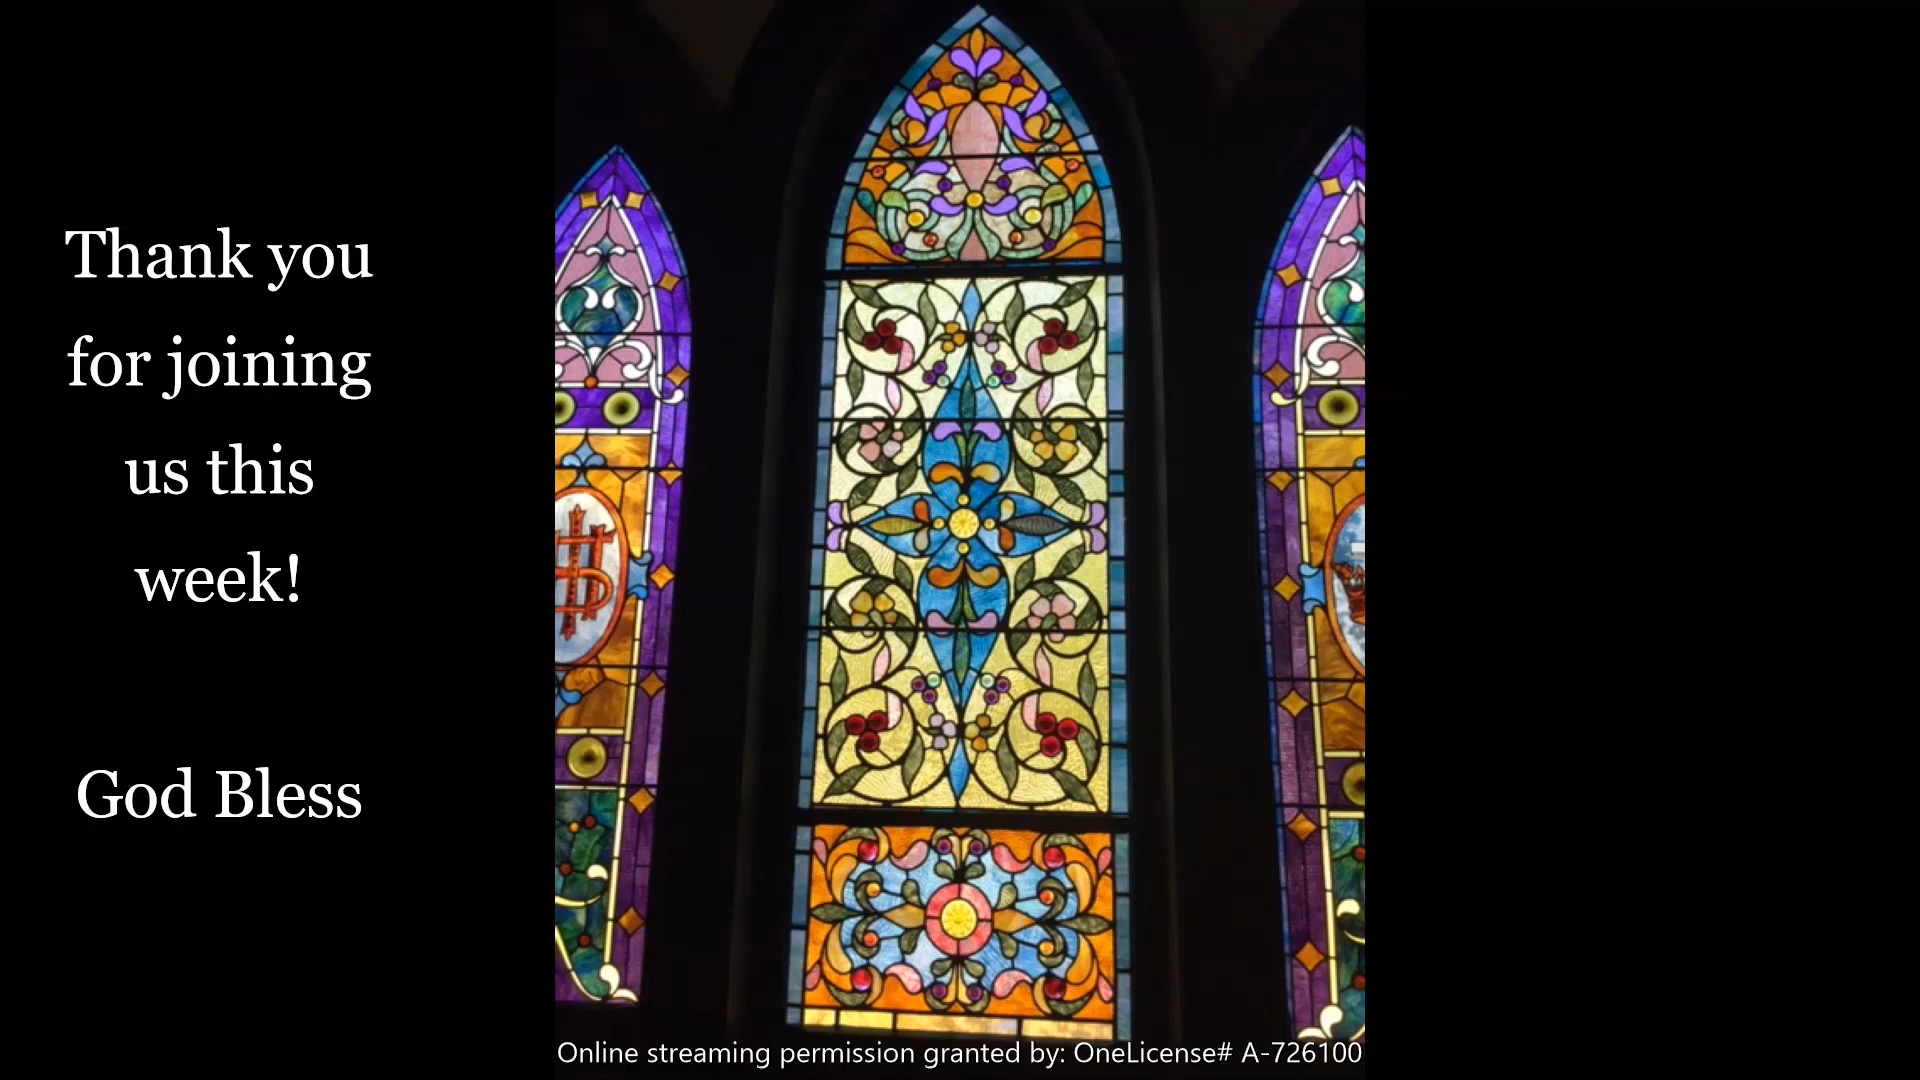 Thank you
for joining
us this
week!
God Bless
Online streaming permission granted by: OneLicense# A-726100